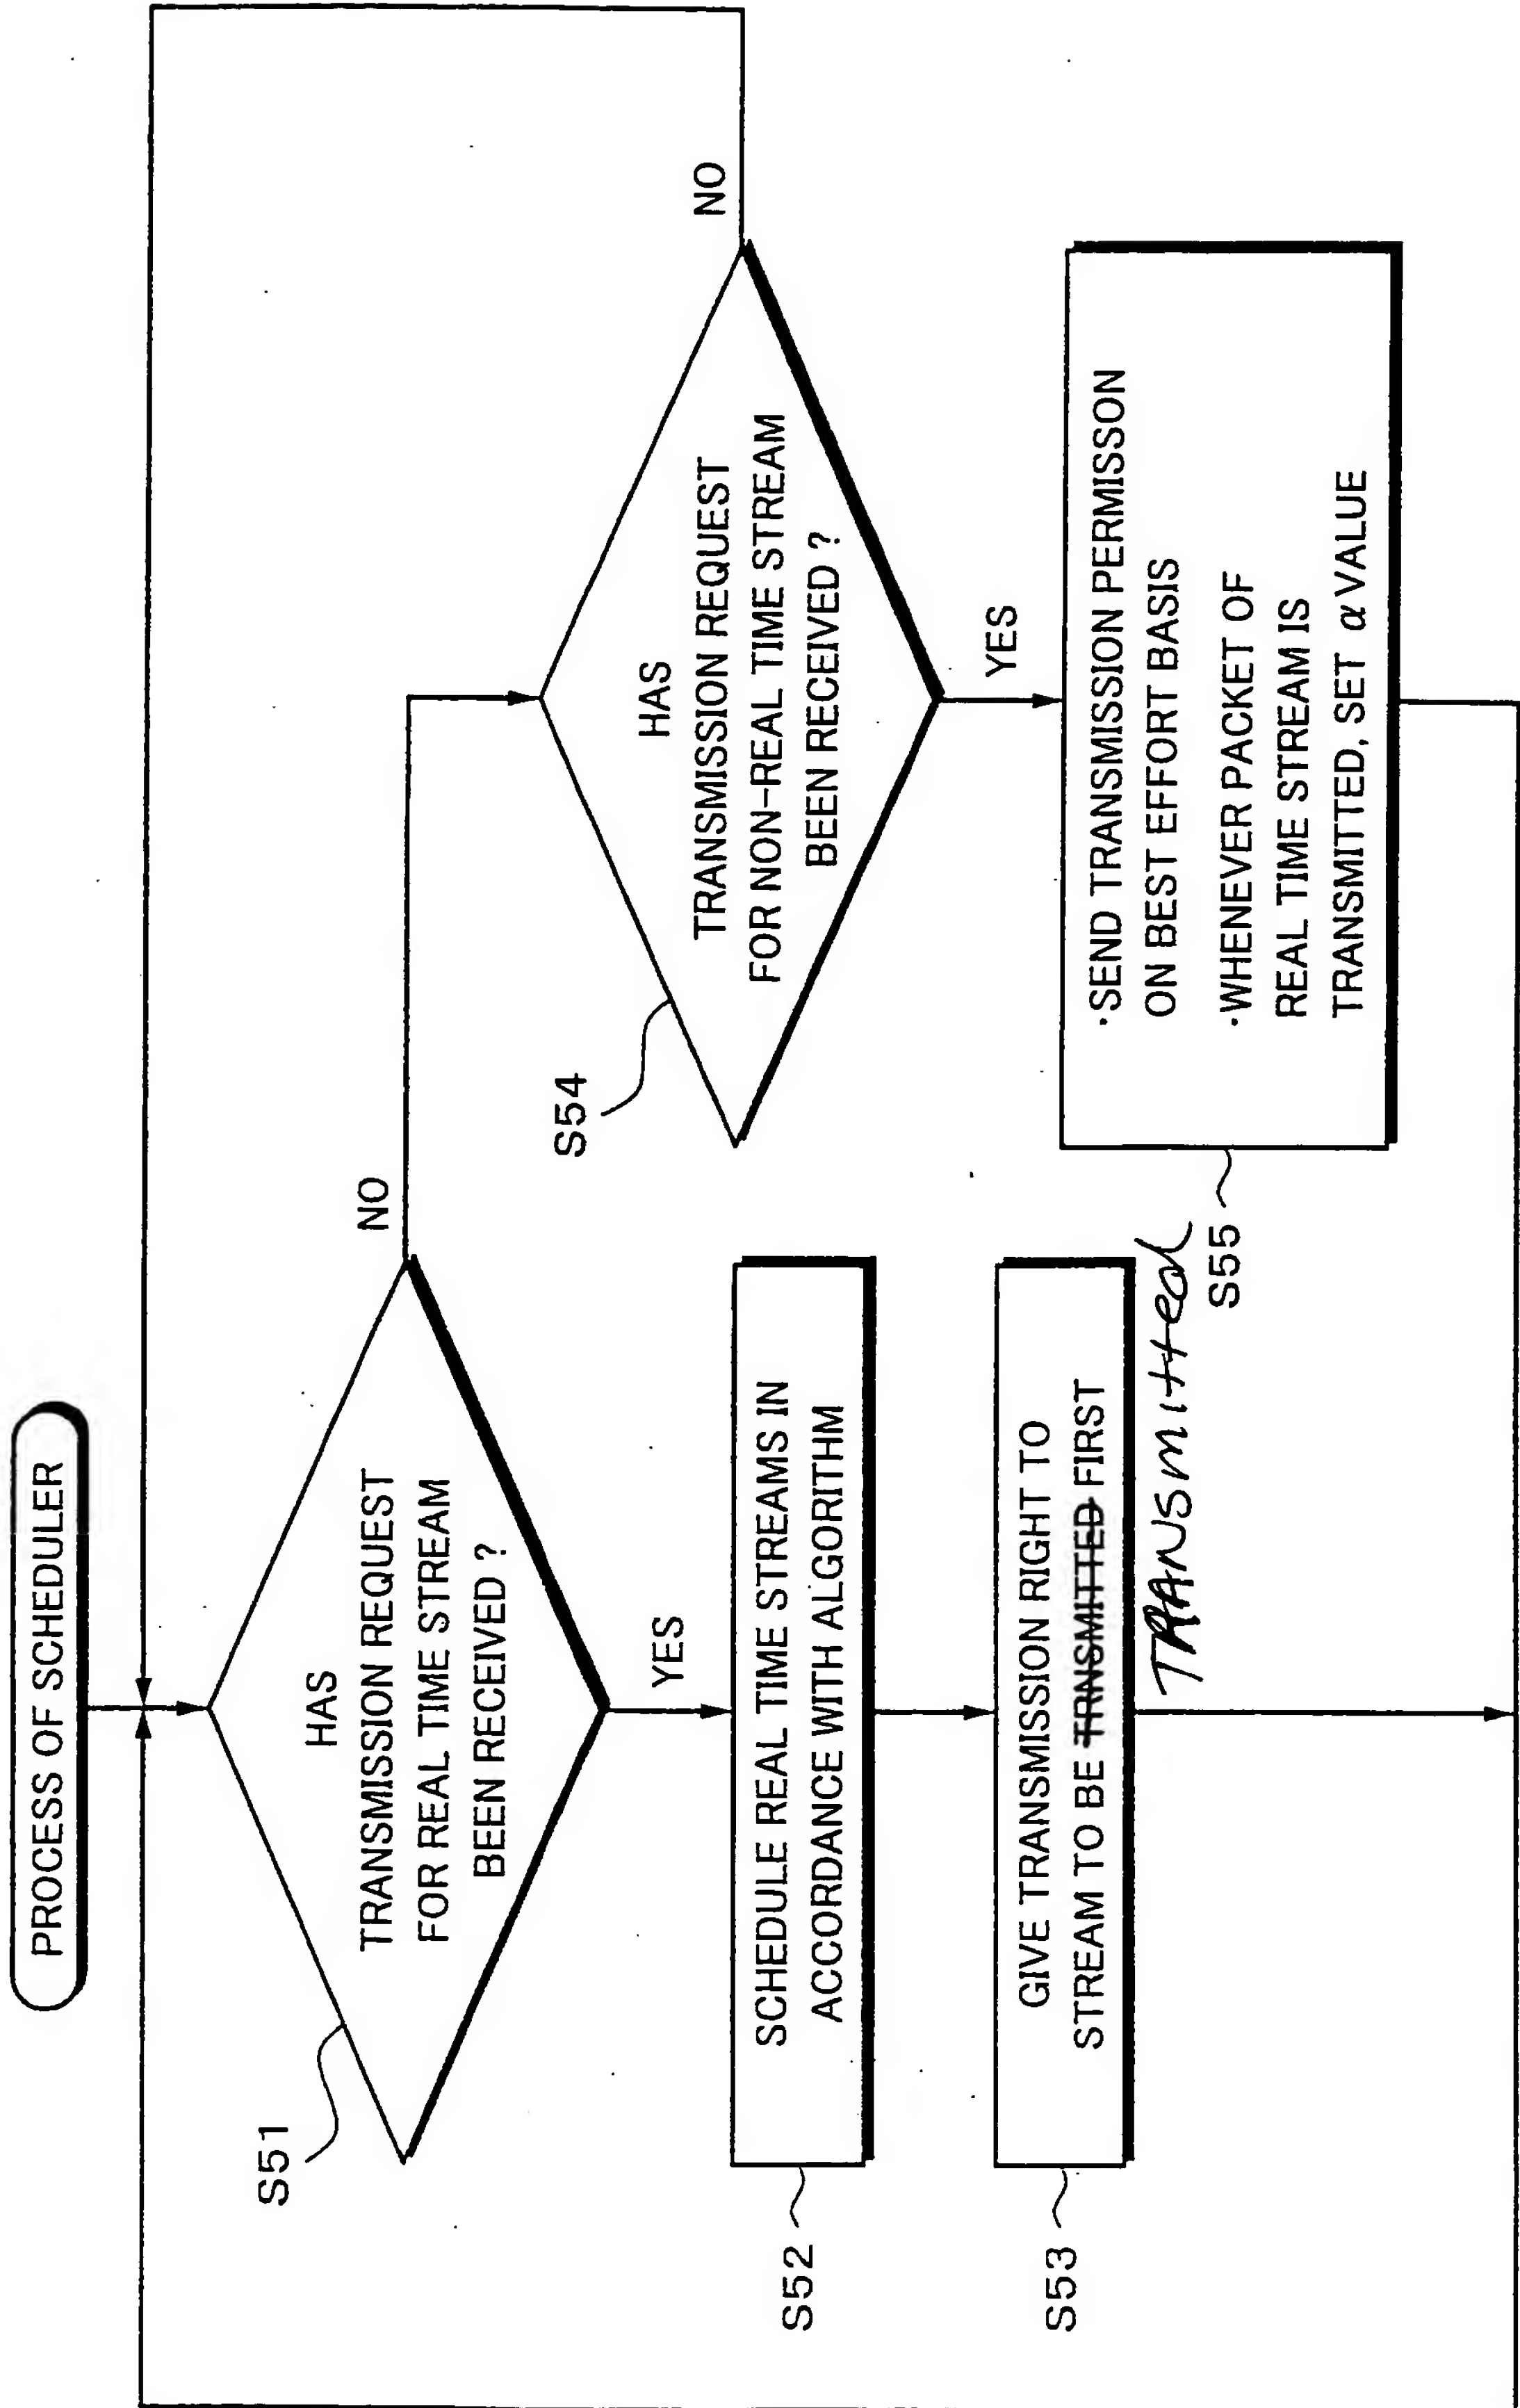 PROCESS OF SCHEDULER
S51
HAS
TRANSMISSION REQUEST
FOR REAL TIME STREAM
BEEN RECEIVED ?
NO
YES
S52
SCHEDULE REAL TIME STREAMS IN
ACCORDANCE WITH ALGORITHM
S53
GIVE TRANSMISSION RIGHT TO
STREAM TO BE TRNSMITTED FIRST
TRANSmitted
S54
HAS
TRANSMISSION REQUEST
FOR NON-REAL TIME STREAM
BEEN RECEIVED ?
NO
YES
S55
·SEND TRANSMISSION PERMISSON
ON BEST EFFORT BASIS
·WHENEVER PACKET OF
REAL TIME STREAM IS
TRANSMITTED, SET α VALUE